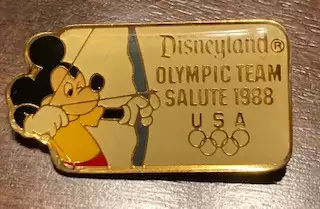 Disneyland®
OLYMPIC TEAM
SALUTE 1988
USA